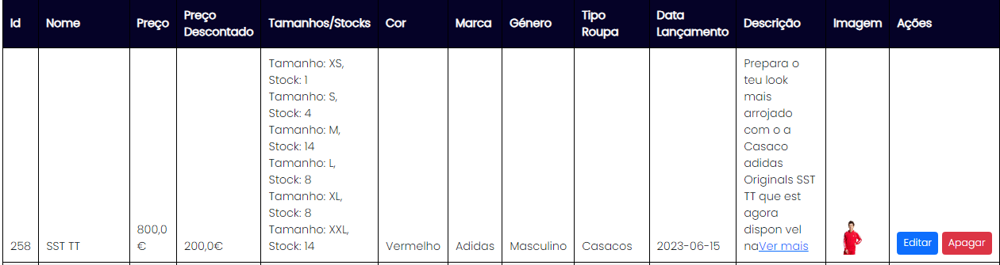 Id Nome Preço Preço Descontado Tamanhos/Stocks Cor Marca Género Tipo Roupa Data Lançamento Descrição Imagem Ações
258
SST TT
800,0
€
200,0€
Tamanho: XS,
Stock: 1
Tamanho: S,
Stock: 4
Tamanho: M,
Stock: 14
Tamanho: L,
Stock: 8
Tamanho: XL,
Stock: 8
Tamanho: XXL,
Stock: 14
Vermelho
Adidas
Masculino
Casacos
2023-06-15
Prepara o
teu look
mais
arrojado
com o a
Casaco
adidas
Originals SST
TT que est
agora
dispon vel
naVer mais
Editar Apagar